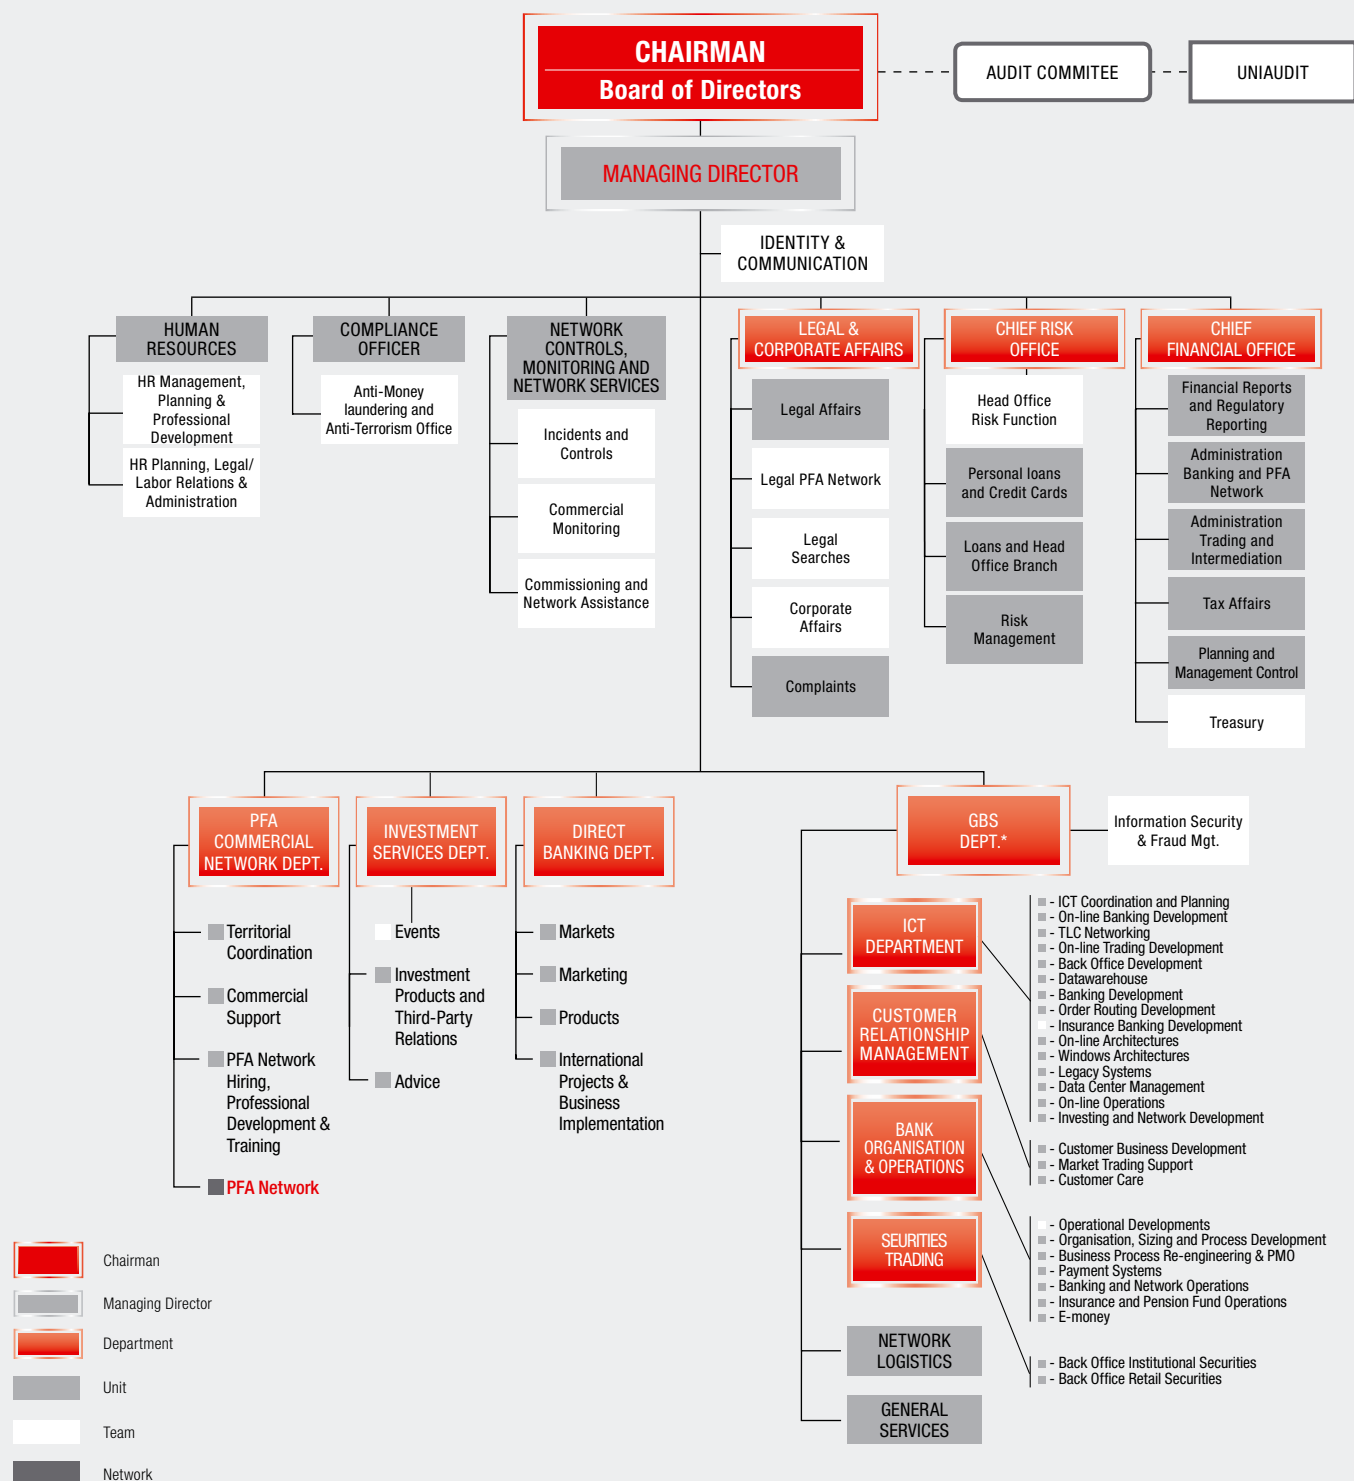 CHAIRMAN
Board of Directors
AUDIT COMMITEE
UNIAUDIT
MANAGING DIRECTOR
IDENTITY &
COMMUNICATION
HUMAN
RESOURCES
HR Management,
Planning &
Professional
Development
HR Planning, Legal/
Labor Relations &
Administration
COMPLIANCE
OFFICER
Anti-Money
laundering and
Anti-Terrorism Office
NETWORK
CONTROLS,
MONITORING AND
NETWORK SERVICES
Incidents and
Controls
Commercial
Monitoring
Commissioning and
Network Assistance
LEGAL &
CORPORATE AFFAIRS
Legal Affairs
Legal PFA Network
Legal
Searches
Corporate
Affairs
Complaints
CHIEF RISK
OFFICE
Head Office
Risk Function
Personal loans
and Credit Cards
Loans and Head
Office Branch
Risk
Management
CHIEF
FINANCIAL OFFICE
Financial Reports
and Regulatory
Reporting
Administration
Banking and PFA
Network
Administration
Trading and
Intermediation
Tax Affairs
Planning and
Management Control
Treasury
PFA
COMMERCIAL
NETWORK DEPT.
Territorial
Coordination
Commercial
Support
PFA Network
Hiring,
Professional
Development &
Training
PFA Network
INVESTMENT
SERVICES DEPT.
Events
Investment
Products and
Third-Party
Relations
Advice
DIRECT
BANKING DEPT.
Markets
Marketing
Products
International
Projects &
Business
Implementation
GBS
DEPT.*
Information Security
& Fraud Mgt.
ICT
DEPARTMENT
- ICT Coordination and Planning
- On-line Banking Development
- TLC Networking
- On-line Trading Development
- Back Office Development
- Datawarehouse
- Banking Development
- Order Routing Development
- Insurance Banking Development
- On-line Architectures
- Windows Architectures
- Legacy Systems
- Data Center Management
- On-line Operations
- Investing and Network Development
CUSTOMER
RELATIONSHIP
MANAGEMENT
- Customer Business Development
- Market Trading Support
- Customer Care
BANK
ORGANISATION
& OPERATIONS
- Operational Developments
- Organisation, Sizing and Process Development
- Business Process Re-engineering & PMO
- Payment Systems
- Banking and Network Operations
- Insurance and Pension Fund Operations
- E-money
SEURITIES
TRADING
- Back Office Institutional Securities
- Back Office Retail Securities
NETWORK
LOGISTICS
GENERAL
SERVICES
Chairman
Managing Director
Department
Unit
Team
Network